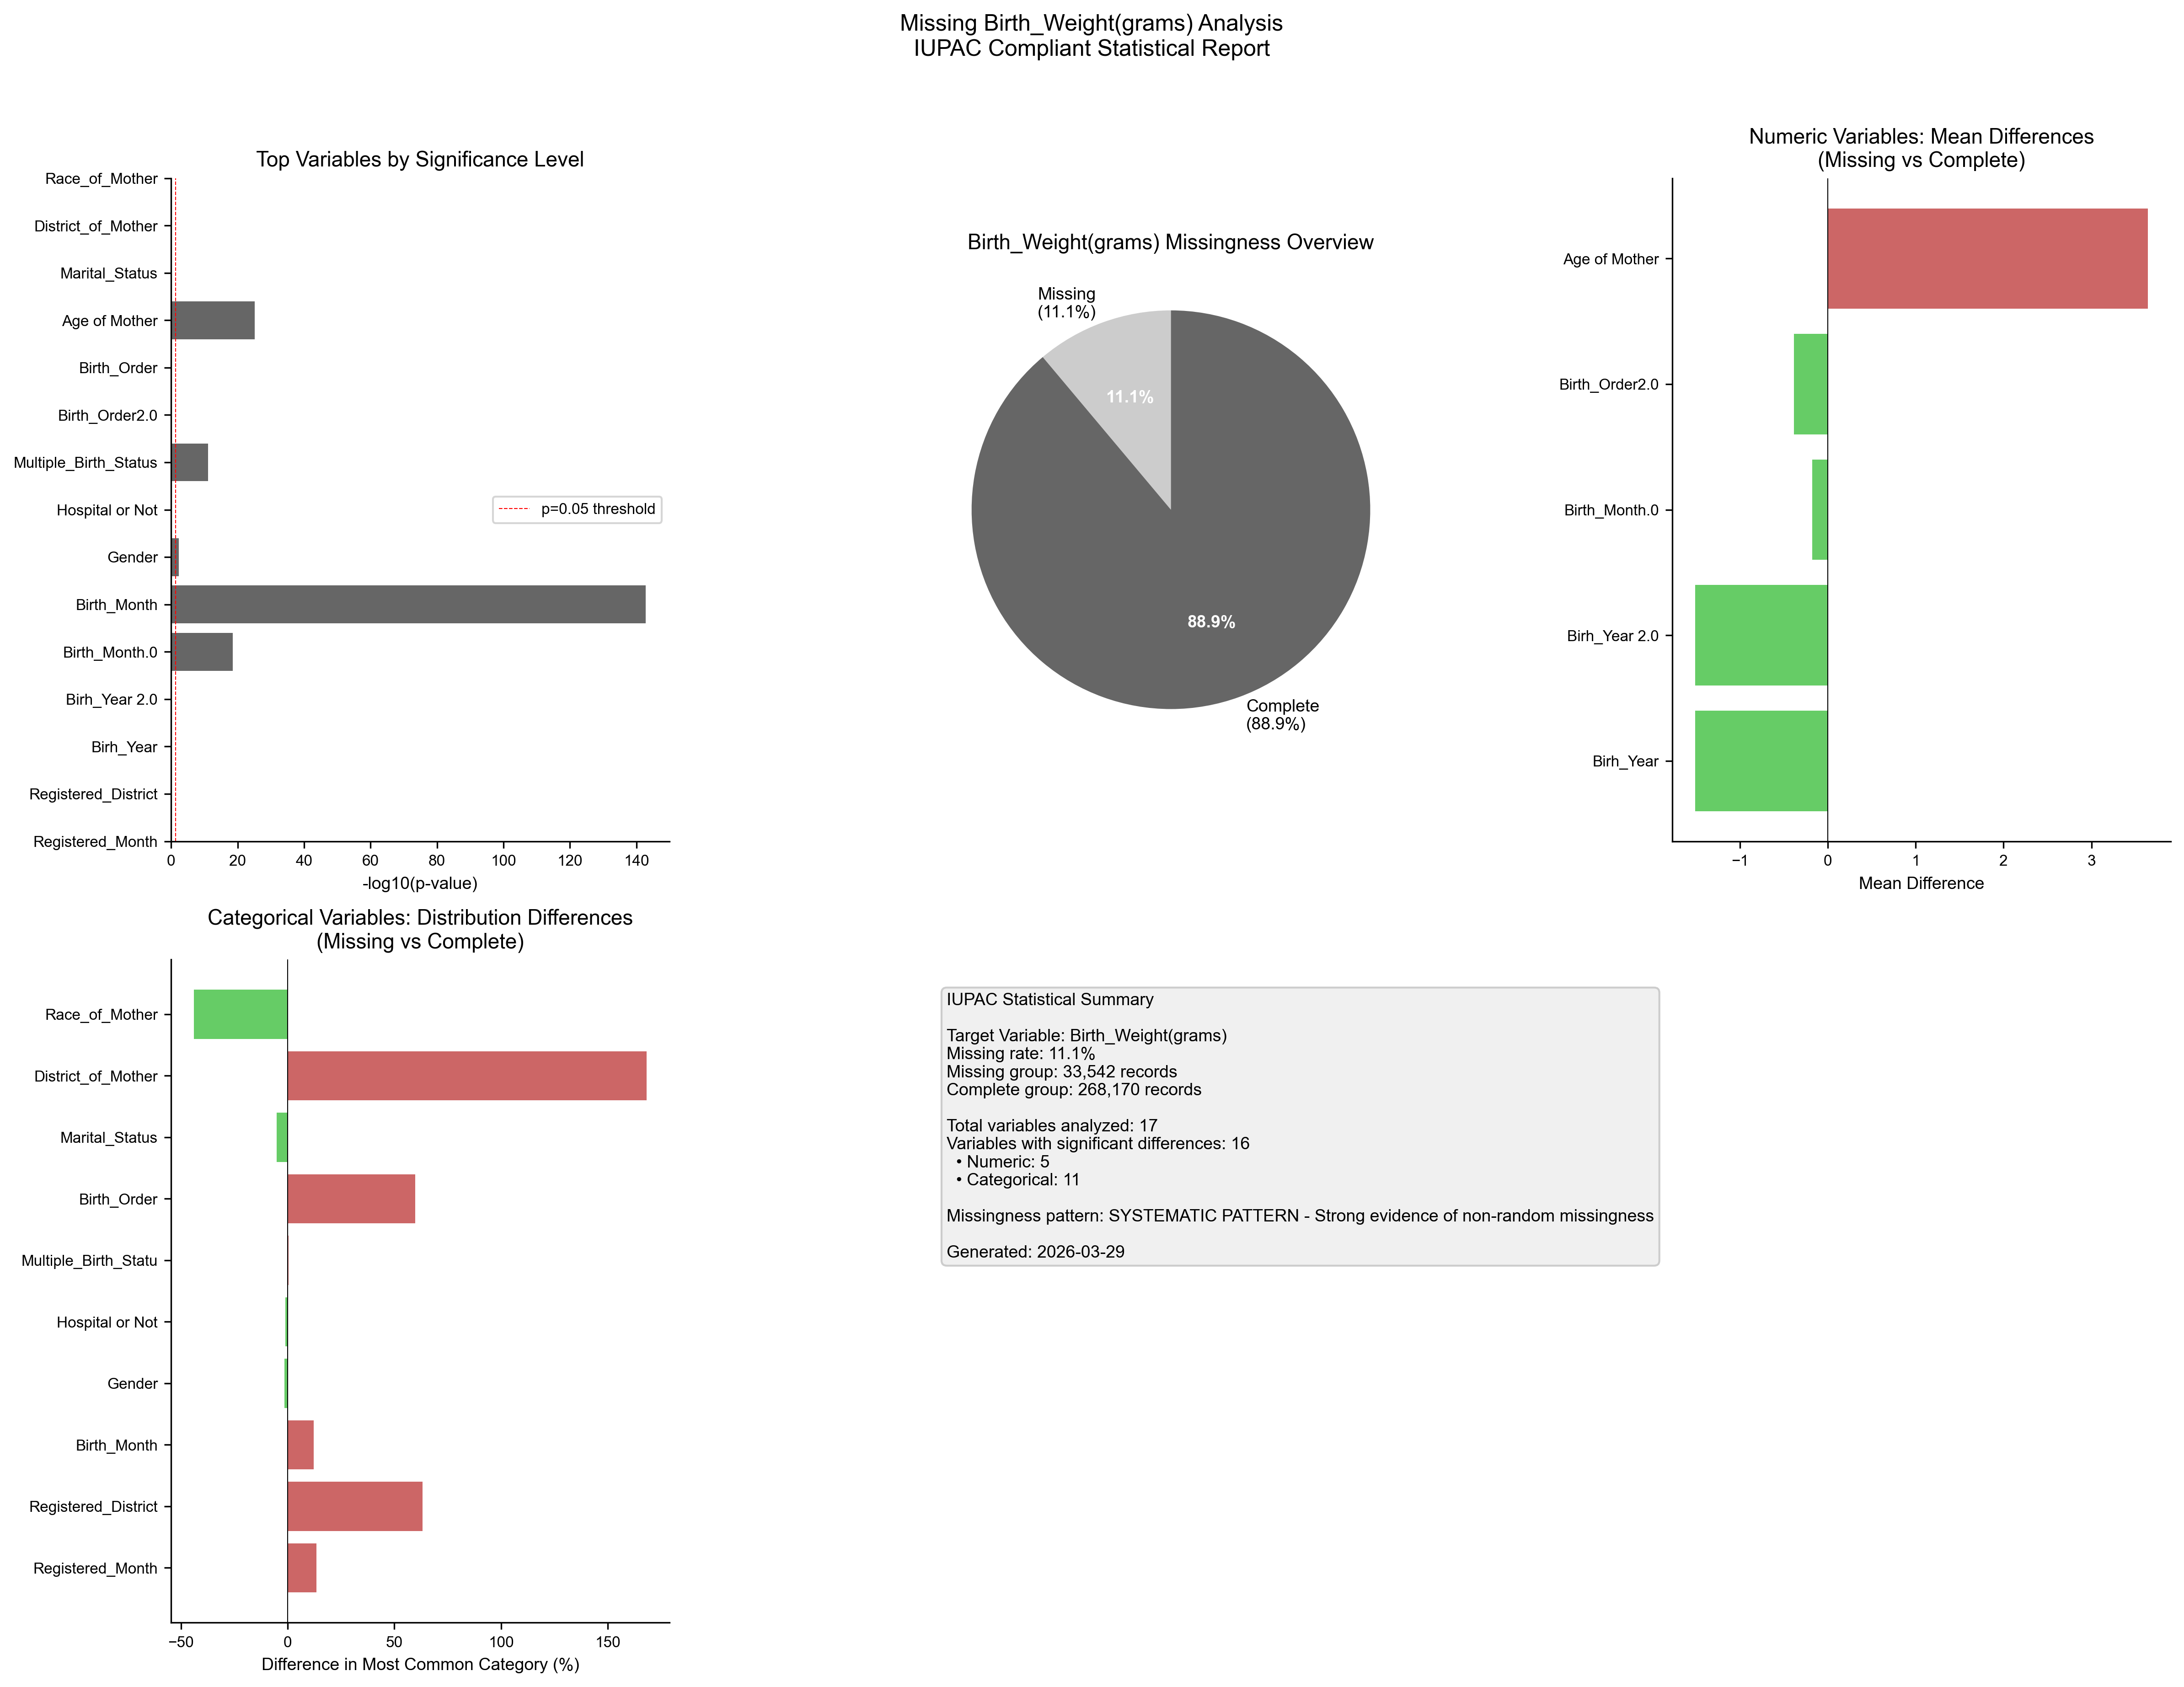 Missing Birth_Weight(grams) Analysis
IUPAC Compliant Statistical Report
Top Variables by Significance Level
Race_of_Mother
District_of_Mother
Marital_Status
Age of Mother
Birth_Order
Birth_Order2.0
Multiple_Birth_Status
Hospital or Not
Gender
Birth_Month
Birth_Month.0
Birh_Year 2.0
Birh_Year
Registered_District
Registered_Month
p=0.05 threshold
0 20 40 60 80 100 120 140
-log10(p-value)
Birth_Weight(grams) Missingness Overview
Missing
(11.1%)
11.1%
88.9%
Complete
(88.9%)
Numeric Variables: Mean Differences
(Missing vs Complete)
Age of Mother
Birth_Order2.0
Birth_Month.0
Birh_Year 2.0
Birh_Year
−1 0 1 2 3
Mean Difference
Categorical Variables: Distribution Differences
(Missing vs Complete)
Race_of_Mother
District_of_Mother
Marital_Status
Birth_Order
Multiple_Birth_Statu
Hospital or Not
Gender
Birth_Month
Registered_District
Registered_Month
−50 0 50 100 150
Difference in Most Common Category (%)
IUPAC Statistical Summary
Target Variable: Birth_Weight(grams)
Missing rate: 11.1%
Missing group: 33,542 records
Complete group: 268,170 records
Total variables analyzed: 17
Variables with significant differences: 16
• Numeric: 5
• Categorical: 11
Missingness pattern: SYSTEMATIC PATTERN - Strong evidence of non-random missingness
Generated: 2026-03-29